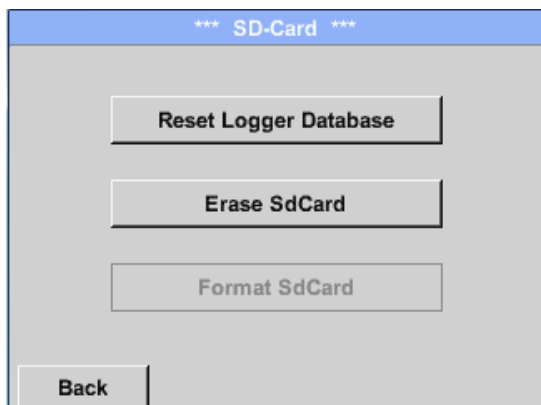 *** SD-Card ***
Reset Logger Database
Erase SdCard
Format SdCard
Back